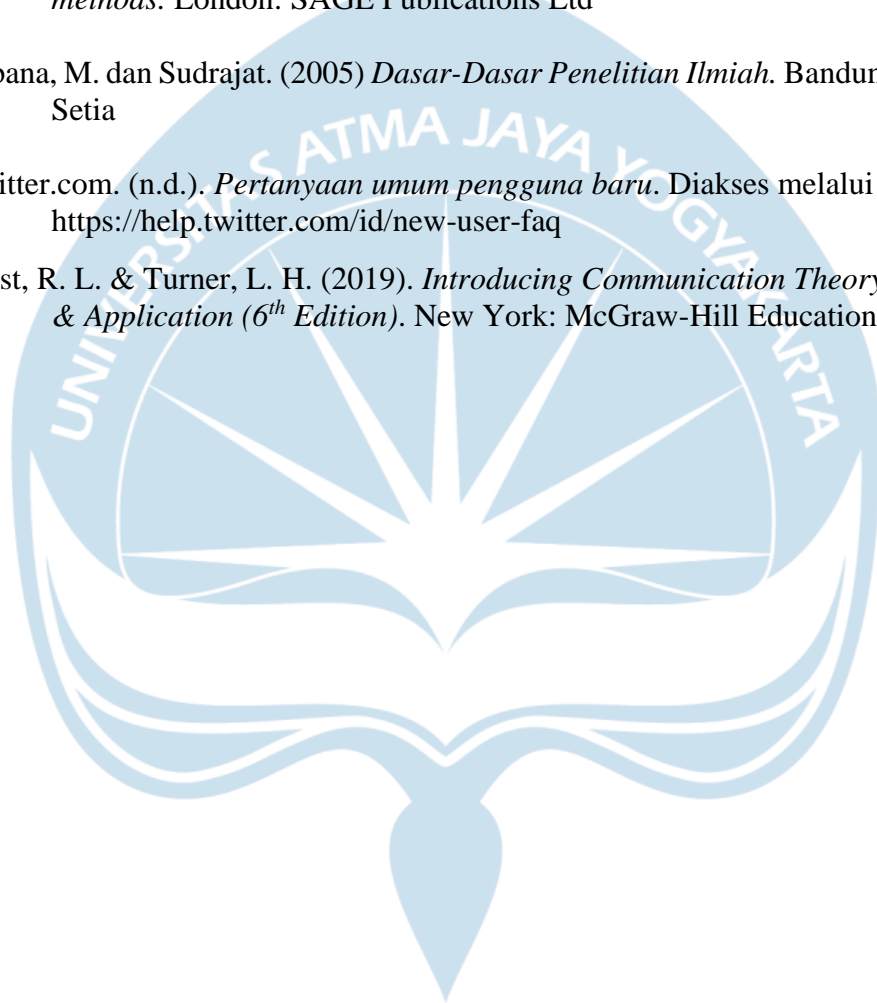 methods. London: SAGE Publications Ltd
bana, M. dan Sudrajat. (2005) Dasar-Dasar Penelitian Ilmiah. Bandun
Setia
itter.com. (n.d.). Pertanyaan umum pengguna baru. Diakses melalui
https://help.twitter.com/id/new-user-faq
st, R. L. & Turner, L. H. (2019). Introducing Communication Theory
& Application (6th Edition). New York: McGraw-Hill Education
UNIVERSITAS ATMA JAYA YOGYAKARTA